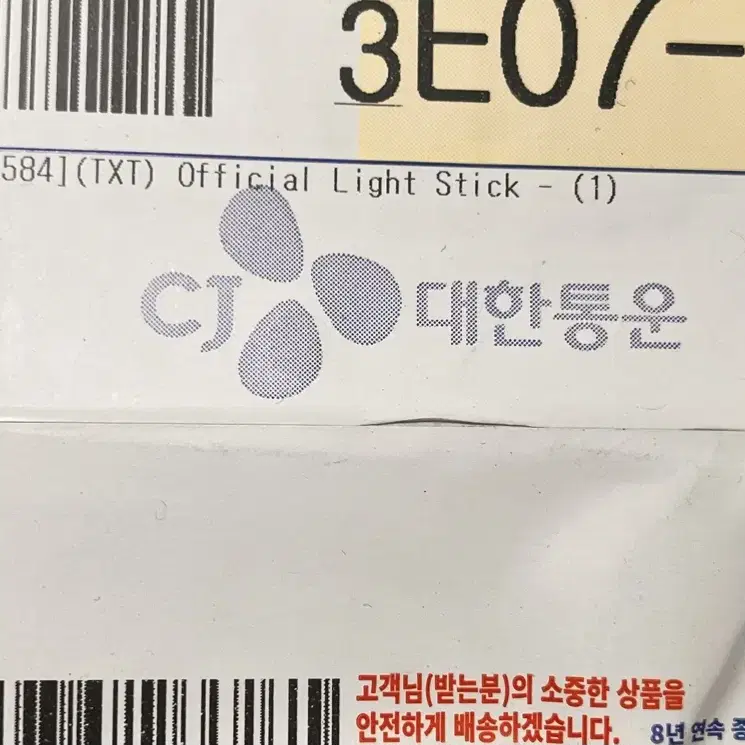 3E07-
584](TXT) Official Light Stick - (1)
CJ 대한통운
고객님(받는분)의 소중한 상품을
안전하게 배송하겠습니다. 8년 연속 종